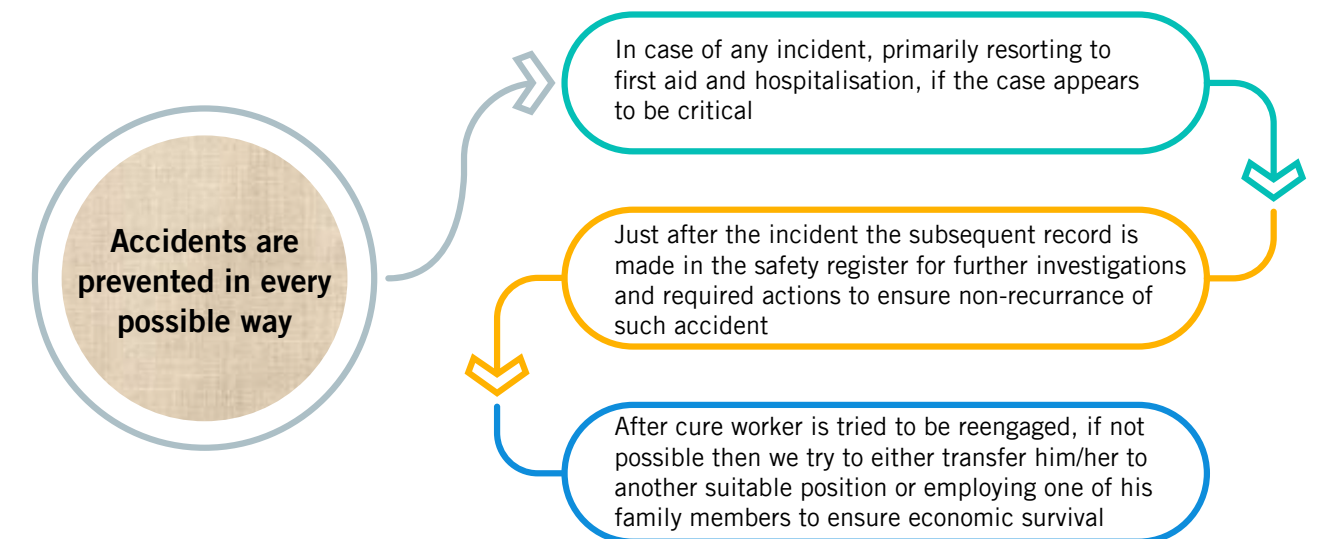 Accidents are
prevented in every
possible way
In case of any incident, primarily resorting to
first aid and hospitalisation, if the case appears
to be critical
Just after the incident the subsequent record is
made in the safety register for further investigations
and required actions to ensure non-recurrance of
such accident
After cure worker is tried to be reengaged, if not
possible then we try to either transfer him/her to
another suitable position or employing one of his
family members to ensure economic survival